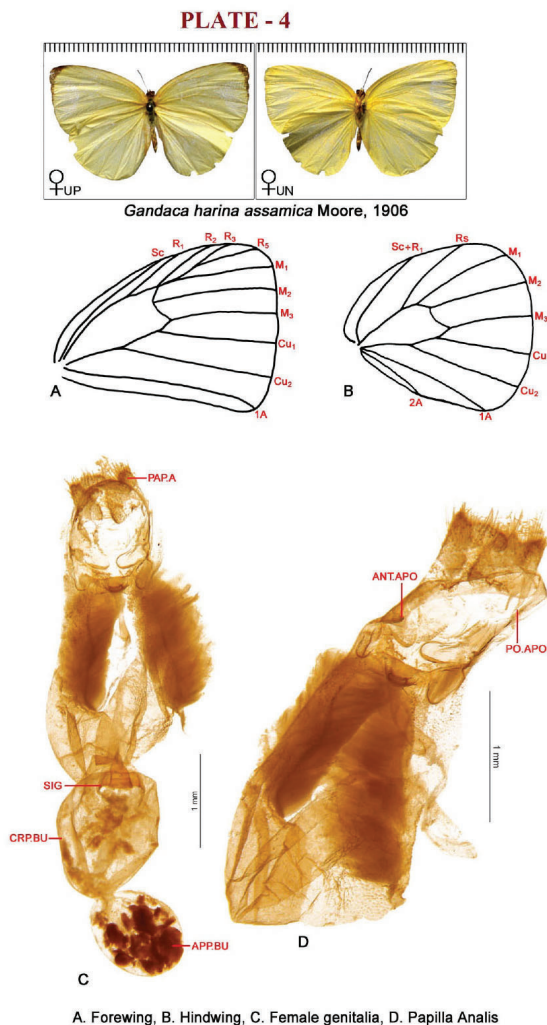 PLATE - 4
♀UP
♀UN
Gandaca harina assamica Moore, 1906
Sc R1 R2 R3 R5
M1
M2
M3
Cu1
Cu2
1A
A
Sc+R1 Rs
M1
M2
M3
Cu
Cu2
1A
2A
B
PAP.A
SIG
CRP.BU
APP.BU
1 mm
C
ANT.APO
PO.APO
1 mm
D
A. Forewing, B. Hindwing, C. Female genitalia, D. Papilla Analis